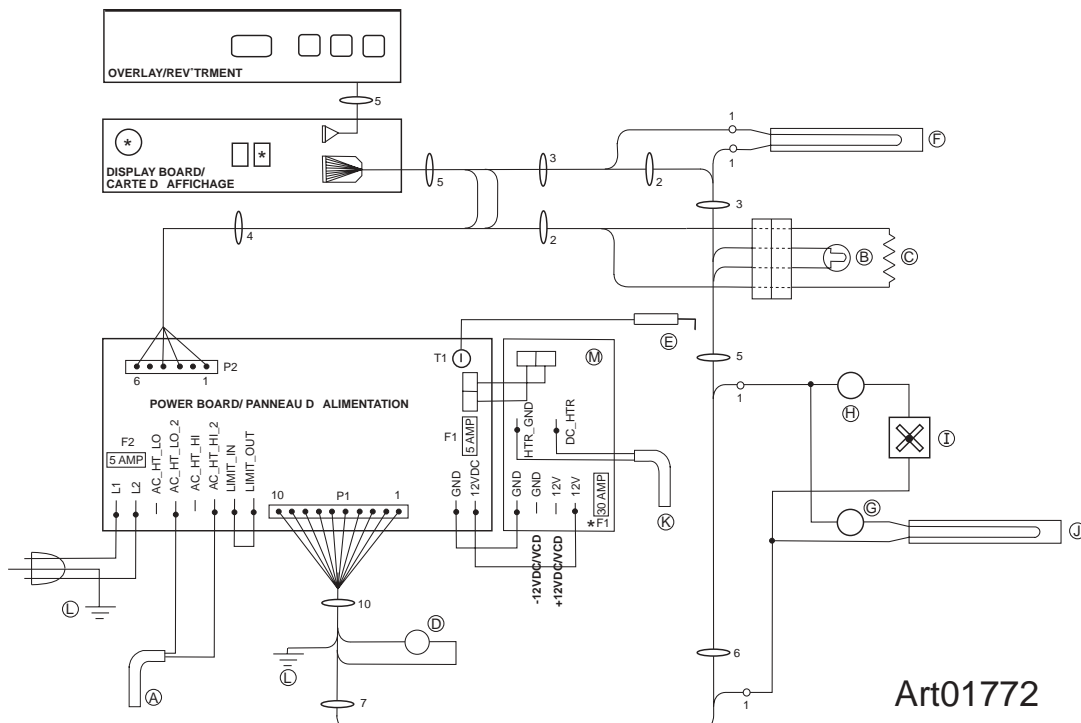 OVERLAY/REV˘TRMENT
5
1
F
1
DISPLAY BOARD/
CARTE D AFFICHAGE
*
*
5
3
2
3
4
2
B
C
T1
I
E
M
5
6
1
P2
POWER BOARD/ PANNEAU D ALIMENTATION
F2
5 AMP
F1
5 AMP
HTR_GND
DC_HTR
1
H
I
L1
L2
AC_HT_LO
AC_HT_LO_2
AC_HT_HI
AC_HT_HI_2
LIMIT_IN
LIMIT_OUT
10
P1
1
GND
12VDC
GND
GND
12V
12V
30 AMP
*F1
K
G
J
-12VDC/VCD
+12VDC/VCD
L
10
D
L
6
A
7
1
Art01772